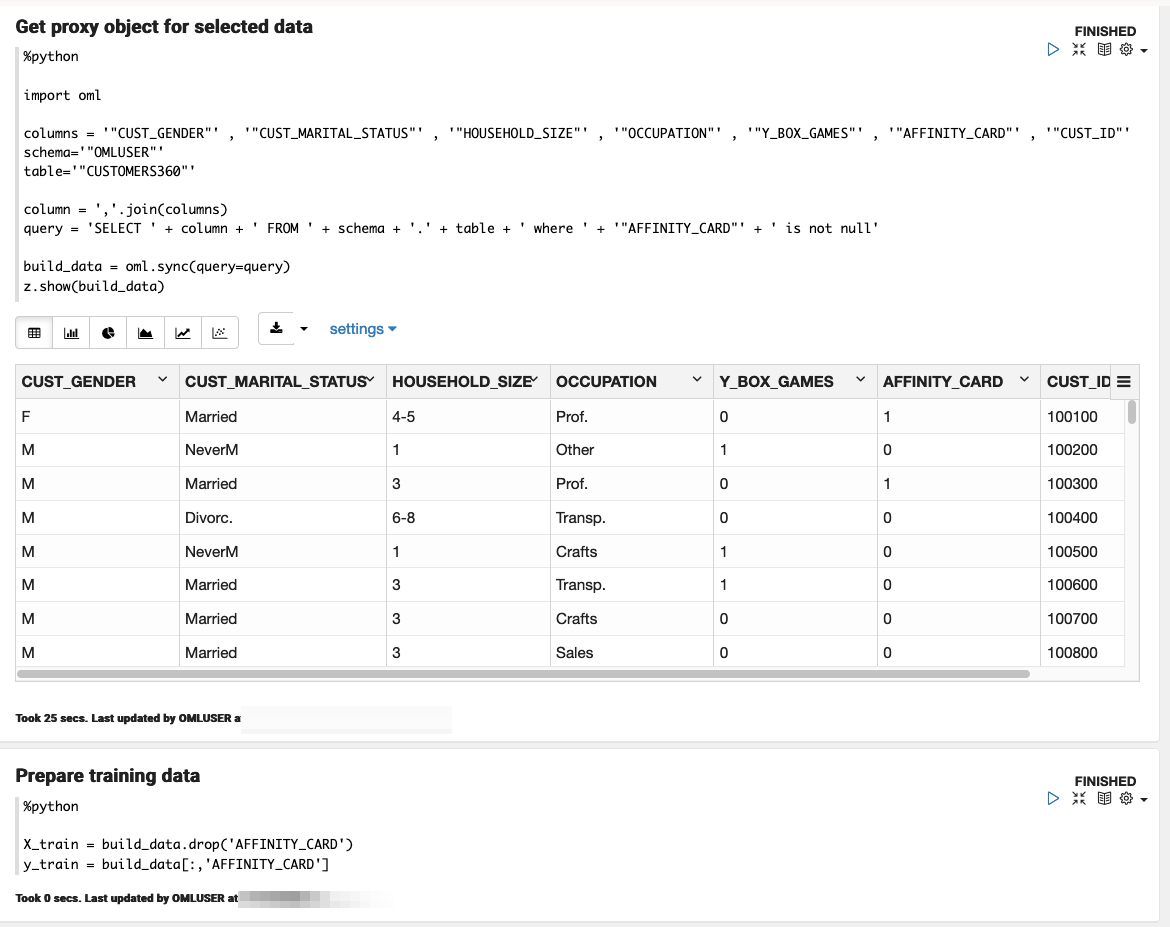 Get proxy object for selected data
FINISHED
%python
import oml
columns = '"CUST_GENDER"' , '"CUST_MARITAL_STATUS"' , '"HOUSEHOLD_SIZE"' , '"OCCUPATION"' , '"Y_BOX_GAMES"' , '"AFFINITY_CARD"' , '"CUST_ID"'
schema='"OMLUSER"'
table='"CUSTOMERS360"'
column = ','.join(columns)
query = 'SELECT ' + column + ' FROM ' + schema + '.' + table + ' where ' + '"AFFINITY_CARD"' + ' is not null'
build_data = oml.sync(query=query)
z.show(build_data)
settings
CUST_GENDER CUST_MARITAL_STATUS HOUSEHOLD_SIZE OCCUPATION Y_BOX_GAMES AFFINITY_CARD CUST_ID
F Married 4-5 Prof. 0 1 100100
M NeverM 1 Other 1 0 100200
M Married 3 Prof. 0 1 100300
M Divorc. 6-8 Transp. 0 0 100400
M NeverM 1 Crafts 1 0 100500
M Married 3 Transp. 1 0 100600
M Married 3 Crafts 0 0 100700
M Married 3 Sales 0 0 100800
Took 25 secs. Last updated by OMLUSER a
Prepare training data
FINISHED
%python
X_train = build_data.drop('AFFINITY_CARD')
y_train = build_data[:,'AFFINITY_CARD']
Took 0 secs. Last updated by OMLUSER at